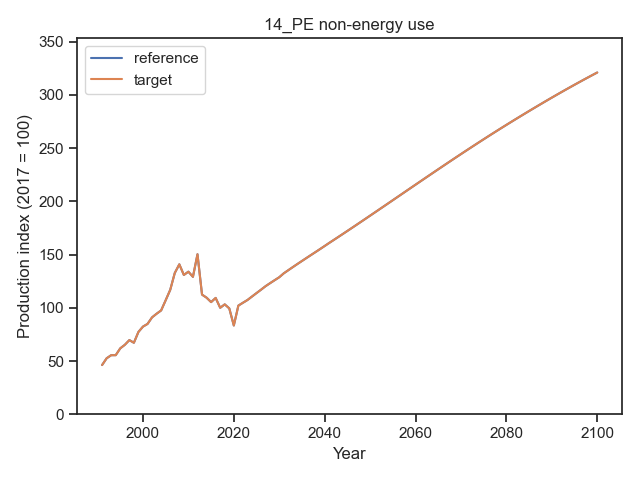 14_PE non-energy use
reference
target
Production index (2017 = 100)
350
300
250
200
150
100
50
0
2000 2020 2040 2060 2080 2100
Year